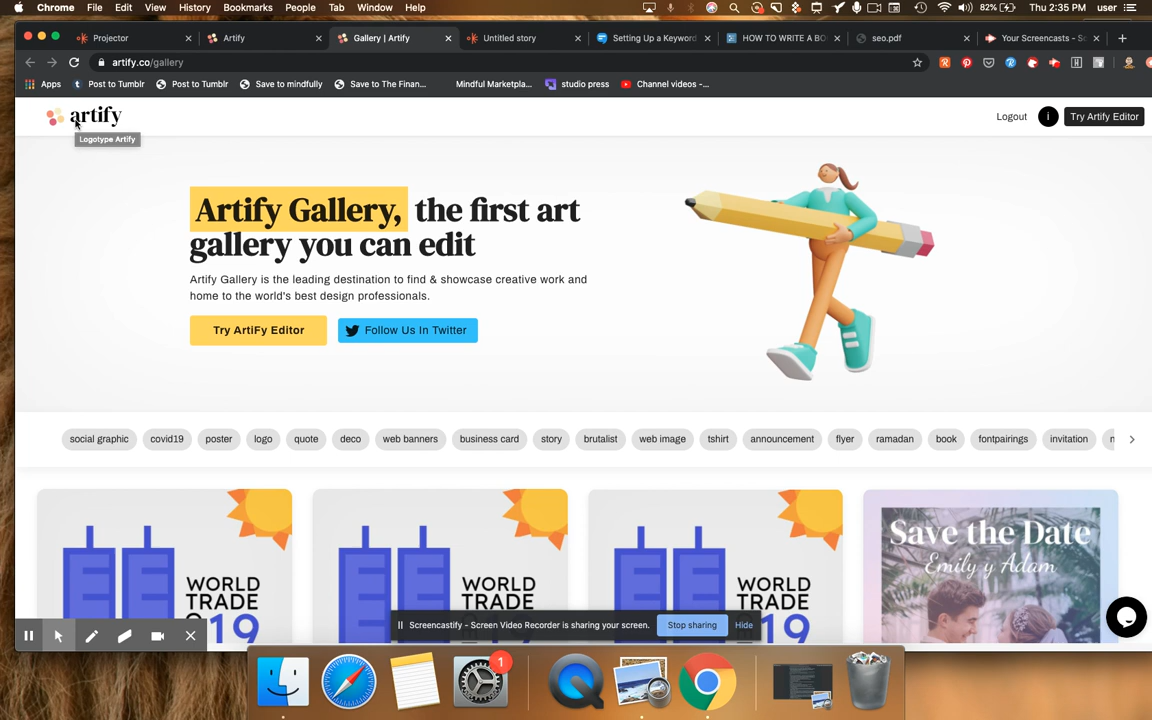 Chrome File Edit View History Bookmarks People Tab Window Help 82% Thu 2:35 PM user
Projector Artify Gallery | Artify Untitled story Setting Up a Keyword HOW TO WRITE A BO seo.pdf Your Screencasts - Sc
artify.co/gallery
Apps Post to Tumblr Post to Tumblr Save to mindfully Save to The Finan... Mindful Marketpla... studio press Channel videos -...
artify Logout i Try Artify Editor
Logotype Artify
Artify Gallery, the first art
gallery you can edit
Artify Gallery is the leading destination to find & showcase creative work and
home to the world's best design professionals.
Try ArtiFy Editor Follow Us In Twitter
social graphic covid19 poster logo quote deco web banners business card story brutalist web image tshirt announcement flyer ramadan book fontpairings invitation
WORLD WORLD WORLD Save the Date
TRADE TRADE TRADE Emily y Adam
19 19
Screencastify - Screen Video Recorder is sharing your screen. Stop sharing Hide
1